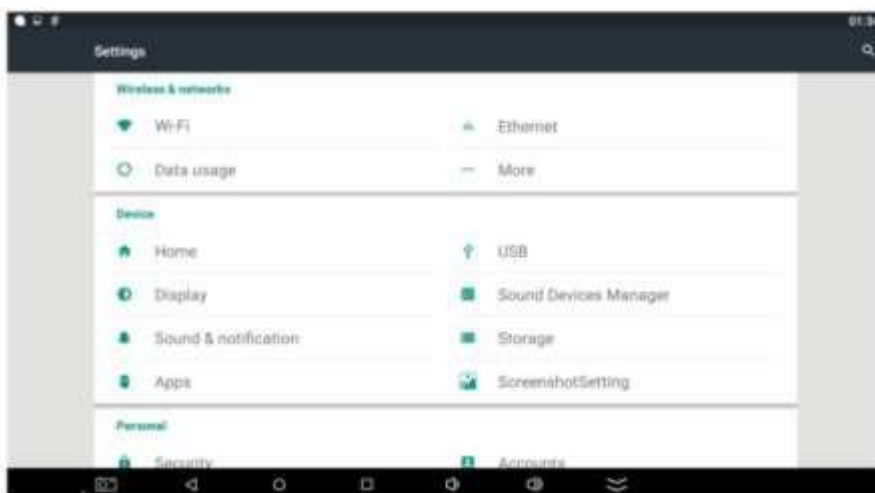 Settings
Wireless & networks
Wi-Fi
Ethernet
Data usage
More
Device
Home
USB
Display
Sound Devices Manager
Sound & notification
Storage
Apps
ScreenshotSetting
Personal
Security
Accounts